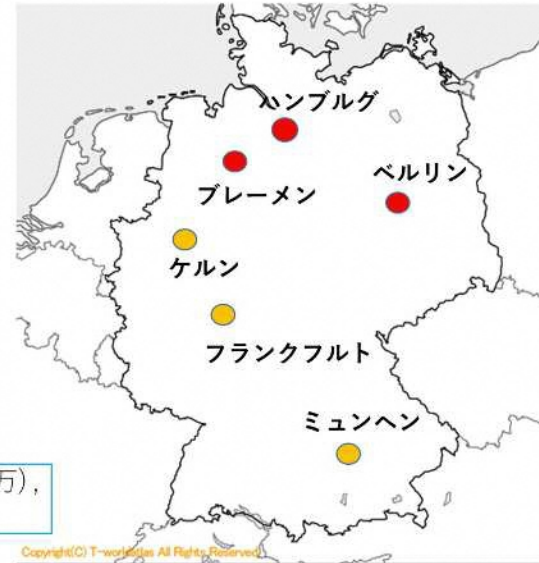 ハンブルグ
ベルリン
ブレーメン
ケルン
フランクフルト
ミュンヘン
万),
Copyright(C) T-worldatlas All Rights Reserved